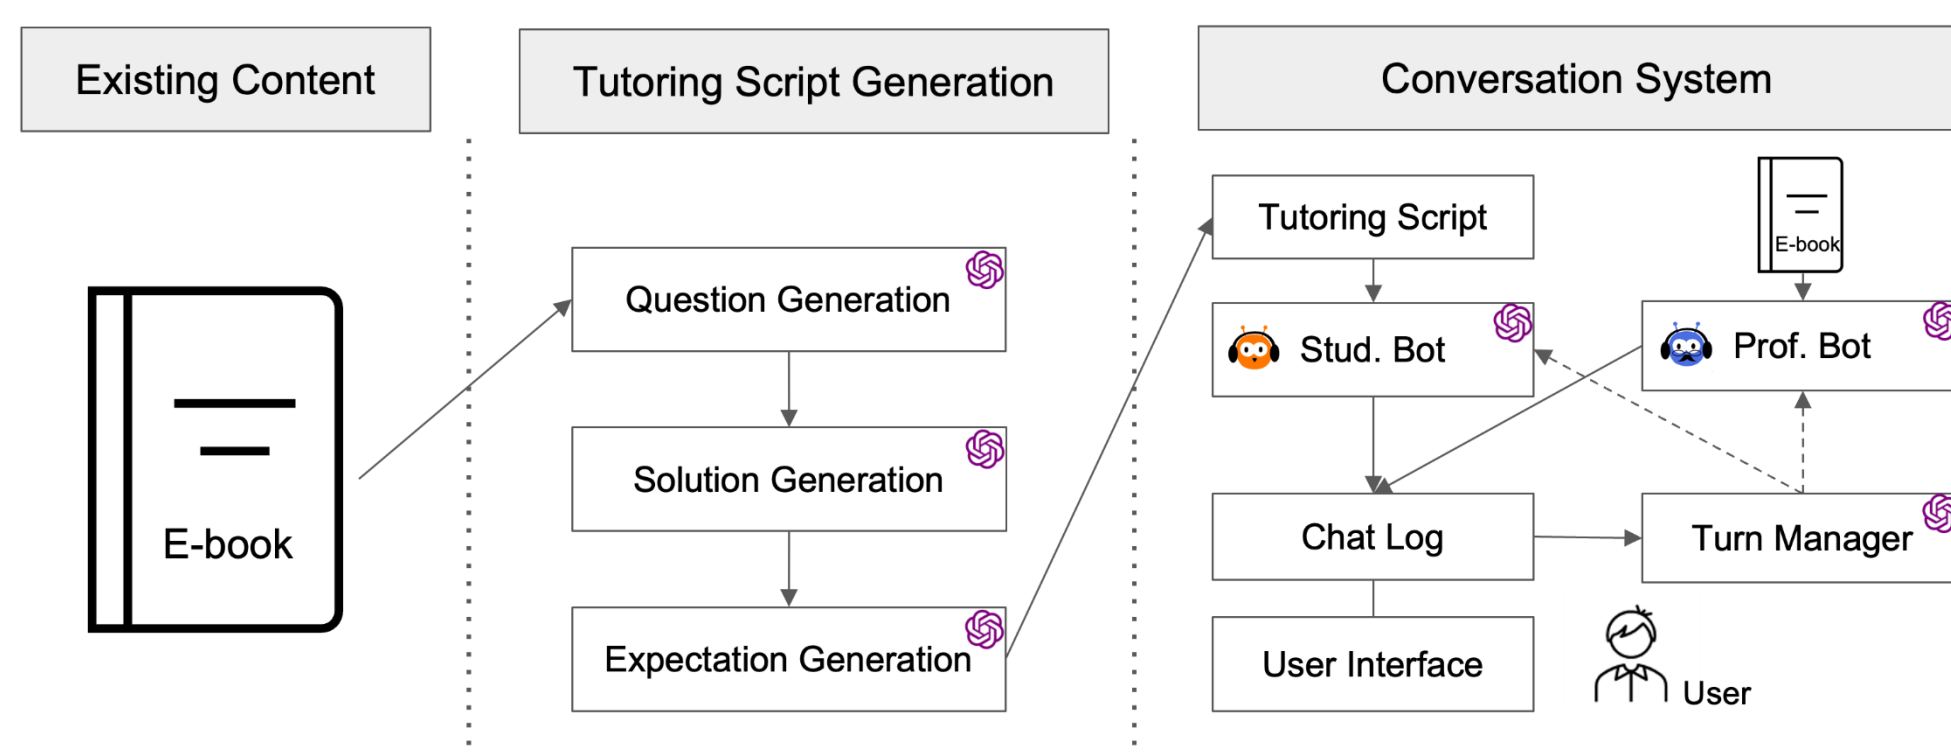 Existing Content
Tutoring Script Generation
Conversation System
E-book
Question Generation
Solution Generation
Expectation Generation
Tutoring Script
E-book
Stud. Bot
Prof. Bot
Chat Log
Turn Manager
User Interface
User